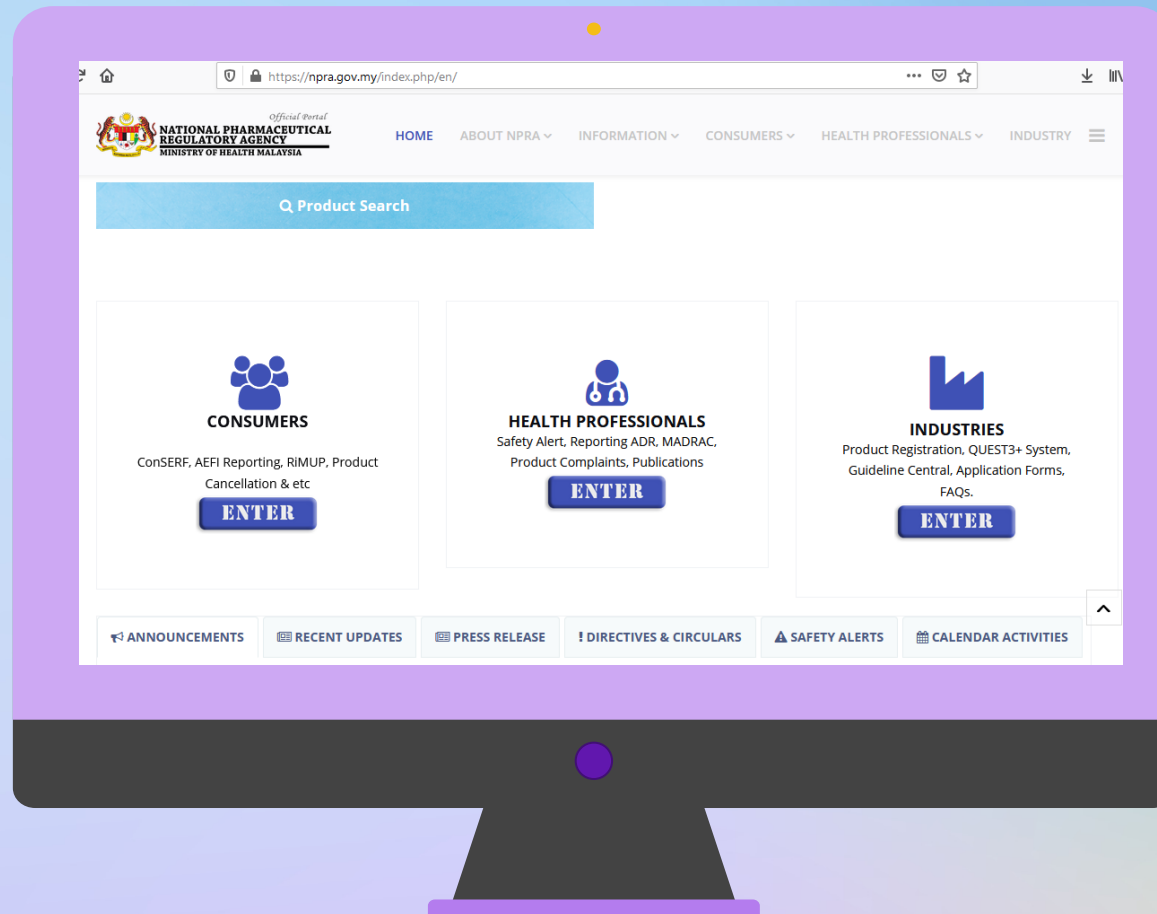 https://npra.gov.my/index.php/en/
Official Portal
NATIONAL PHARMACEUTICAL
REGULATORY AGENCY
MINISTRY OF HEALTH MALAYSIA
HOME
ABOUT NPRA
INFORMATION
CONSUMERS
HEALTH PROFESSIONALS
INDUSTRY
Product Search
CONSUMERS
ConSERF, AEFI Reporting, RiMUP, Product
Cancellation & etc
ENTER
HEALTH PROFESSIONALS
Safety Alert, Reporting ADR, MADRAC,
Product Complaints, Publications
ENTER
INDUSTRIES
Product Registration, QUEST3+ System,
Guideline Central, Application Forms,
FAQs.
ENTER
ANNOUNCEMENTS
RECENT UPDATES
PRESS RELEASE
! DIRECTIVES & CIRCULARS
SAFETY ALERTS
CALENDAR ACTIVITIES